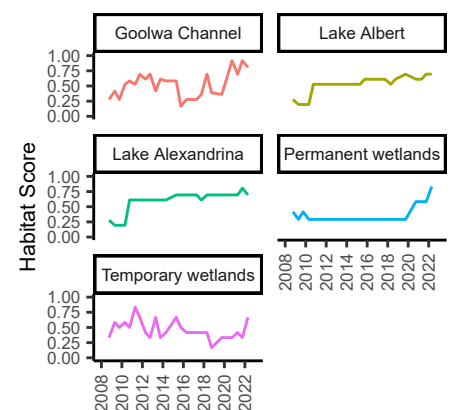 Goolwa Channel
Lake Albert
1.00
0.75
0.50
0.25
0.00
Lake Alexandrina
Permanent wetlands
1.00
0.75
0.50
0.25
0.00
2008 2010 2012 2014 2016 2018 2020 2022
Temporary wetlands
1.00
0.75
0.50
0.25
0.00
2008 2010 2012 2014 2016 2018 2020 2022
Habitat Score